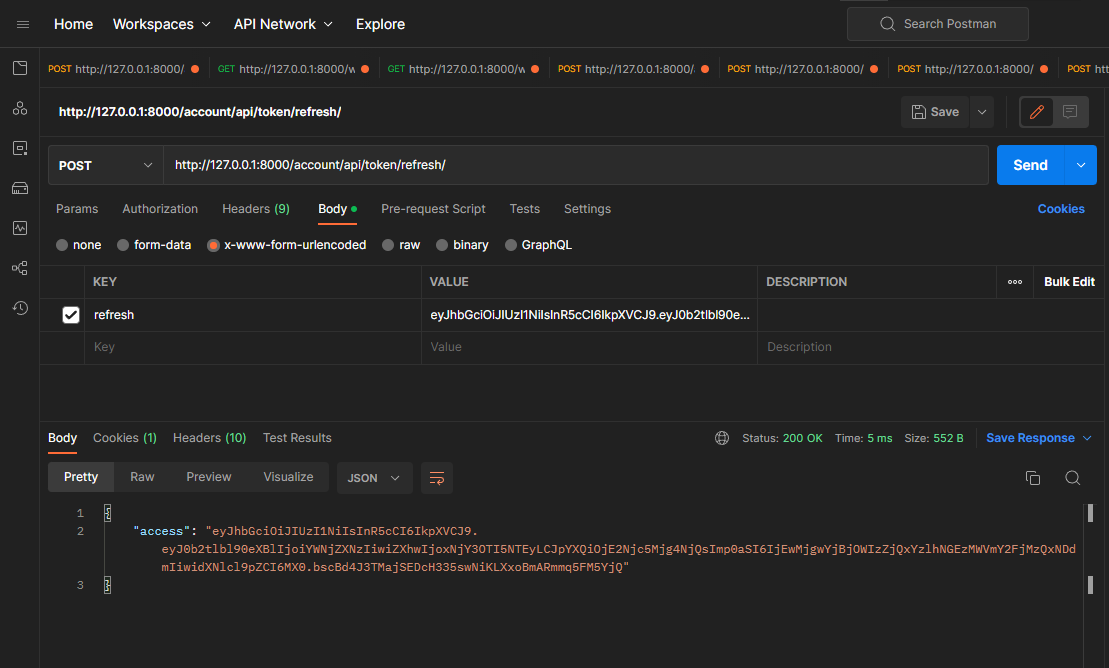 Home Workspaces API Network Explore Search Postman
POST http://127.0.0.1:8000/ GET http://127.0.0.1:8000/w GET http://127.0.0.1:8000/w POST http://127.0.0.1:8000/ POST http://127.0.0.1:8000/ POST http://127.0.0.1:8000/ POST htt
http://127.0.0.1:8000/account/api/token/refresh/ Save
POST http://127.0.0.1:8000/account/api/token/refresh/ Send
Params Authorization Headers (9) Body Pre-request Script Tests Settings Cookies
none form-data x-www-form-urlencoded raw binary GraphQL
KEY VALUE DESCRIPTION Bulk Edit
refresh eyJhbGciOiJIUzI1NiIsInR5cCI6IkpXVCJ9.eyJ0b2tlbl90e...
Key Value Description
Body Cookies (1) Headers (10) Test Results Status: 200 OK Time: 5 ms Size: 552 B Save Response
Pretty Raw Preview Visualize JSON
1 {
2 "access": "eyJhbGciOiJIUzI1NiIsInR5cCI6IkpXVCJ9.
eyJ0b2tlbl90eXBlIjoiYWNjZXNzIiwiZXhwIjoxNjY3OTI5NTEyLCJpYXQiOjE2Njc5Mjg4NjQsImp0aSI6IjEwMjgwYjBjOWIzZjQxYzlhNGEzMWVmY2FjMzQxNDd
mIiwidXNlcl9pZCI6MX0.bscBd4J3TMajSEDcH335swNiKLXxoBmARmmq5FM5YjQ"
3 }